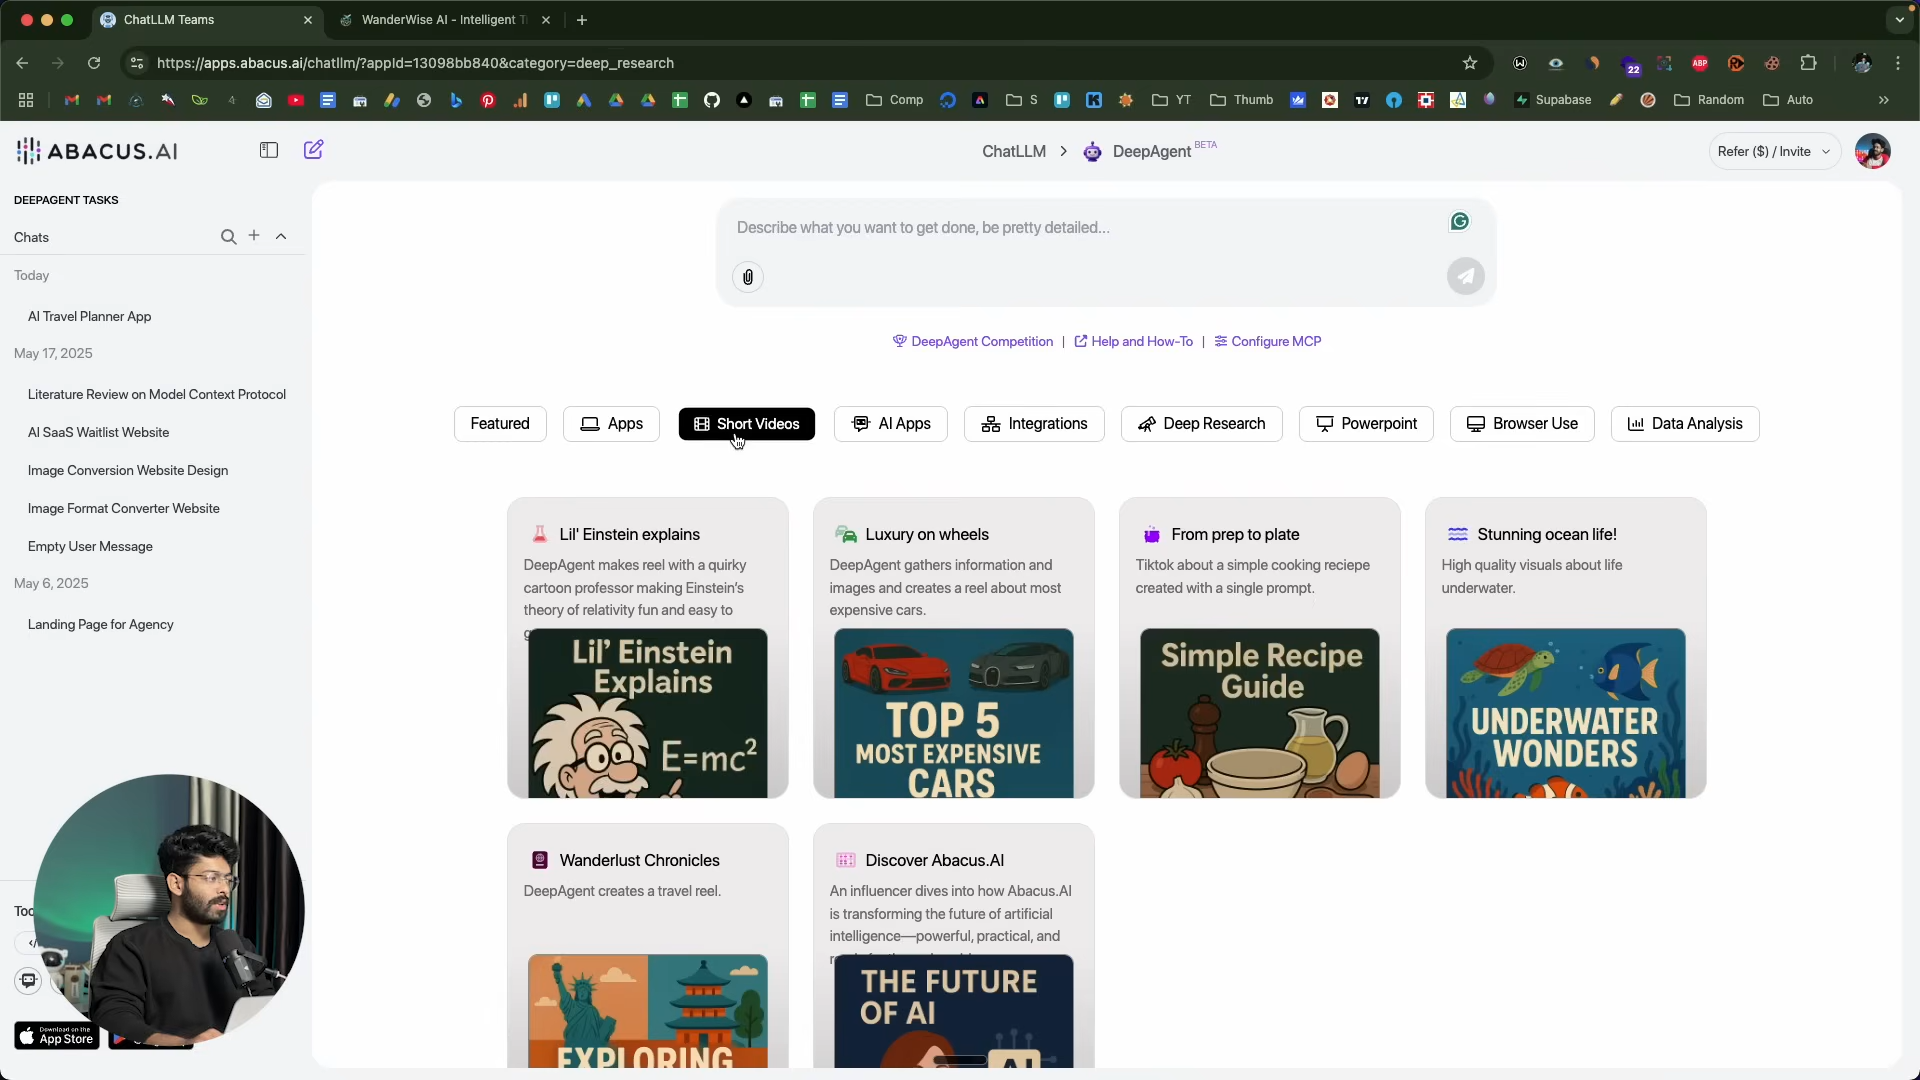 ChatLLM Teams
WanderWise AI - Intelligent T
https://apps.abacus.ai/chatllm/?appId=13098bb840&category=deep_research
22
ABP
Comp
S
YT
Thumb
Supabase
Random
Auto
ABACUS.AI
ChatLLM > DeepAgent BETA
Refer ($) / Invite
DEEPAGENT TASKS
Chats
Today
AI Travel Planner App
May 17, 2025
Literature Review on Model Context Protocol
AI SaaS Waitlist Website
Image Conversion Website Design
Image Format Converter Website
Empty User Message
May 6, 2025
Landing Page for Agency
Download on the
App Store
Describe what you want to get done, be pretty detailed...
DeepAgent Competition | Help and How-To | Configure MCP
Featured
Apps
Short Videos
AI Apps
Integrations
Deep Research
Powerpoint
Browser Use
Data Analysis
Lil' Einstein explains
DeepAgent makes reel with a quirky
cartoon professor making Einstein's
theory of relativity fun and easy to
Lil' Einstein
Explains
E=mc²
Luxury on wheels
DeepAgent gathers information and
images and creates a reel about most
expensive cars.
TOP 5
MOST EXPENSIVE
CARS
From prep to plate
Tiktok about a simple cooking reciepe
created with a single prompt.
Simple Recipe
Guide
Stunning ocean life!
High quality visuals about life
underwater.
UNDERWATER
WONDERS
Wanderlust Chronicles
DeepAgent creates a travel reel.
EXPLORING
Discover Abacus.AI
An influencer dives into how Abacus.AI
is transforming the future of artificial
intelligence—powerful, practical, and
THE FUTURE
OF AI
AI